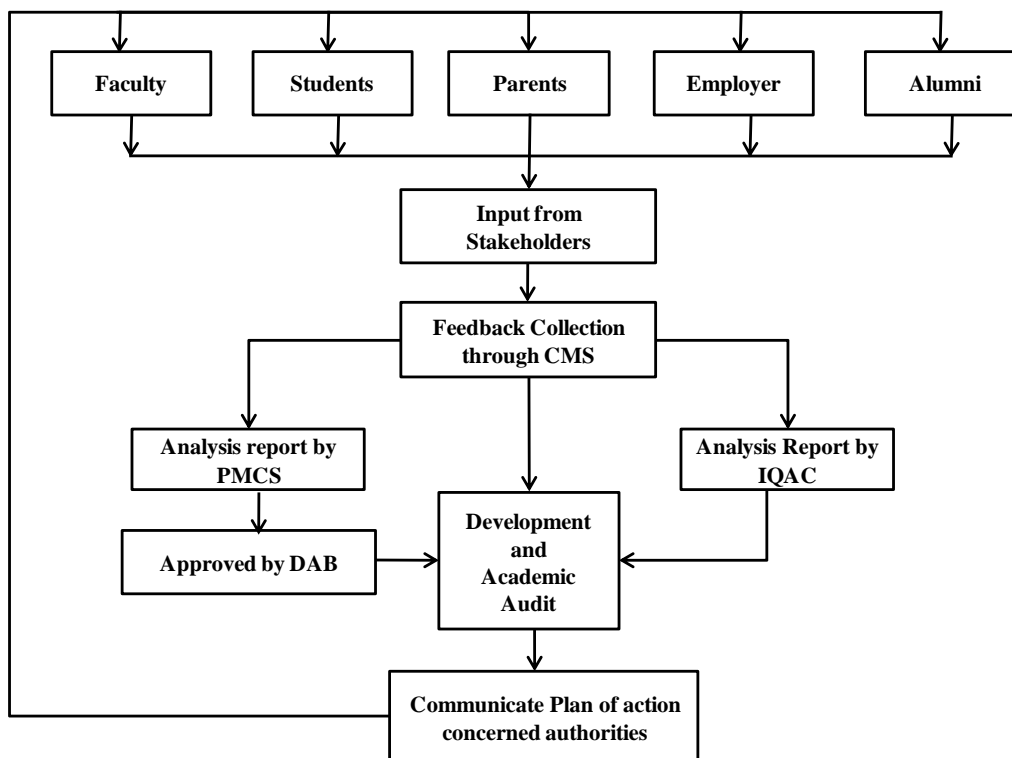 Faculty
Students
Parents
Employer
Alumni
Input from
Stakeholders
Feedback Collection
through CMS
Analysis report by
PMCS
Analysis Report by
IQAC
Approved by DAB
Development
and
Academic
Audit
Communicate Plan of action
concerned authorities